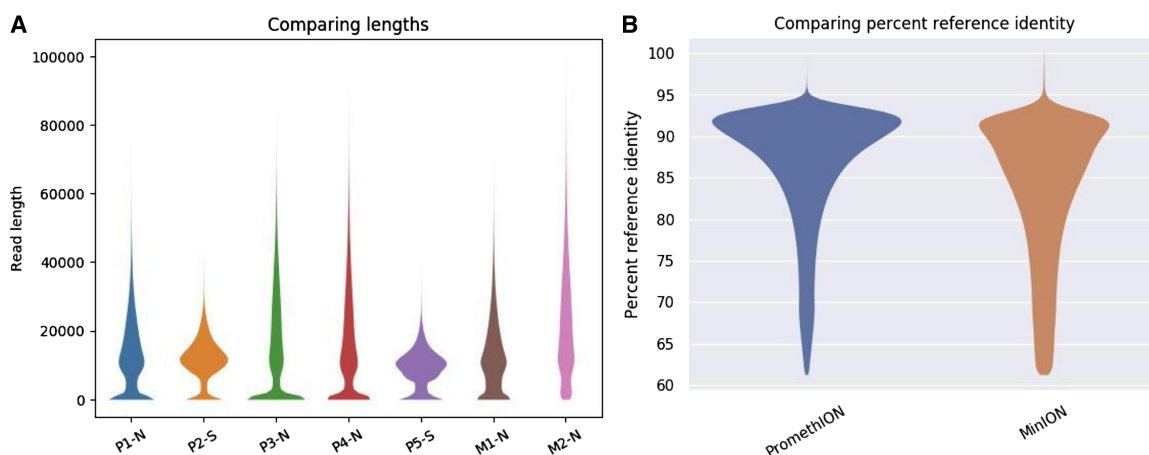 A
Comparing lengths
Read length
100000
80000
60000
40000
20000
0
P1-N
P2-S
P3-N
P4-N
P5-S
M1-N
M2-N
B
Comparing percent reference identity
Percent reference identity
100
95
90
85
80
75
70
65
60
PromethION
MinION